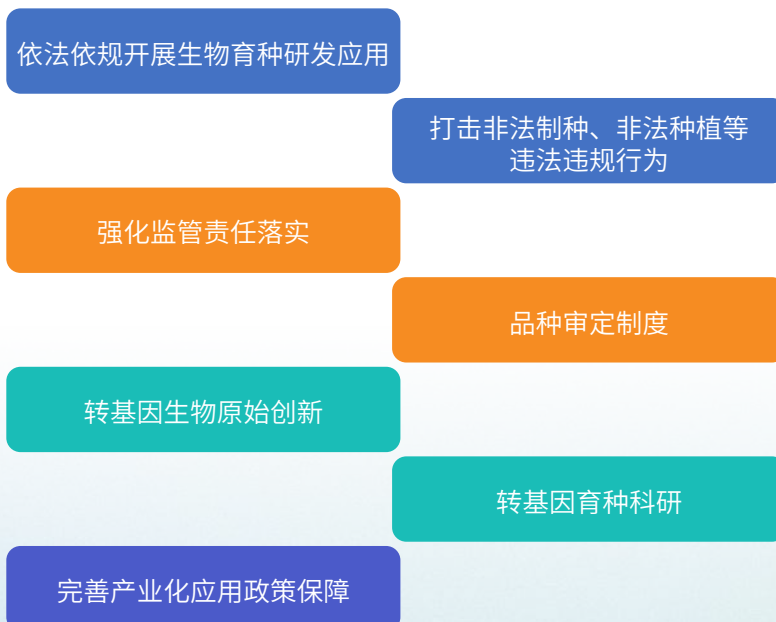 依法依规开展生物育种研发应用
打击非法制种、非法种植等
违法违规行为
强化监管责任落实
品种审定制度
转基因生物原始创新
转基因育种科研
完善产业化应用政策保障